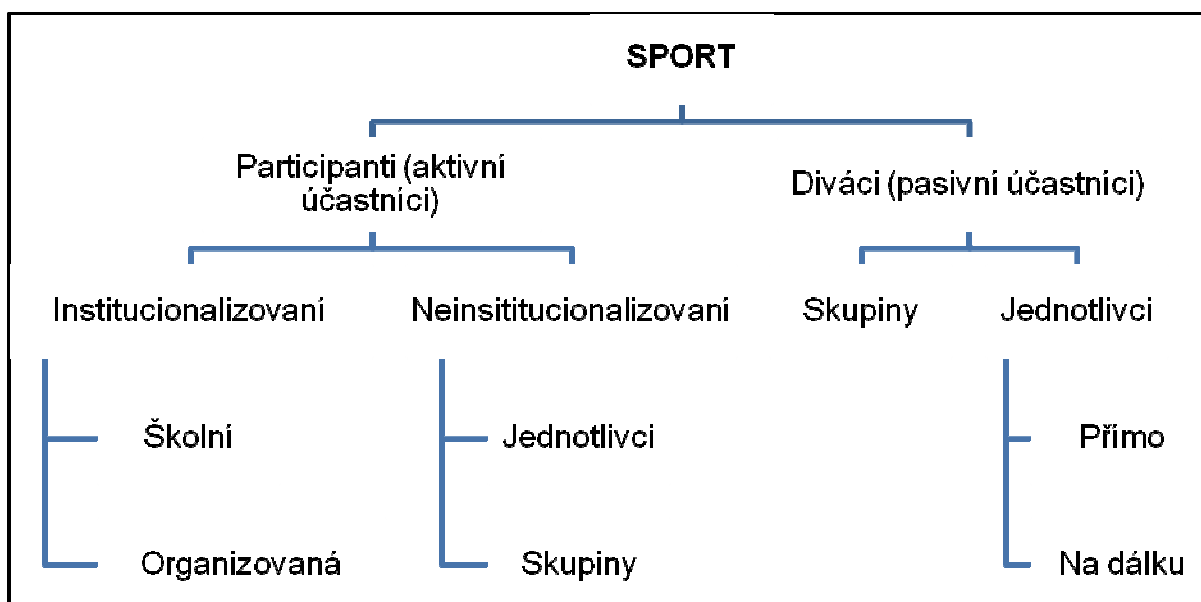 SPORT
Participanti (aktivní
účastníci)
Diváci (pasivní účastníci)
Institucionalizovaní
Neinsititucionalizovaní
Skupiny
Jednotlivci
Školní
Jednotlivci
Přímo
Organizovaná
Skupiny
Na dálku